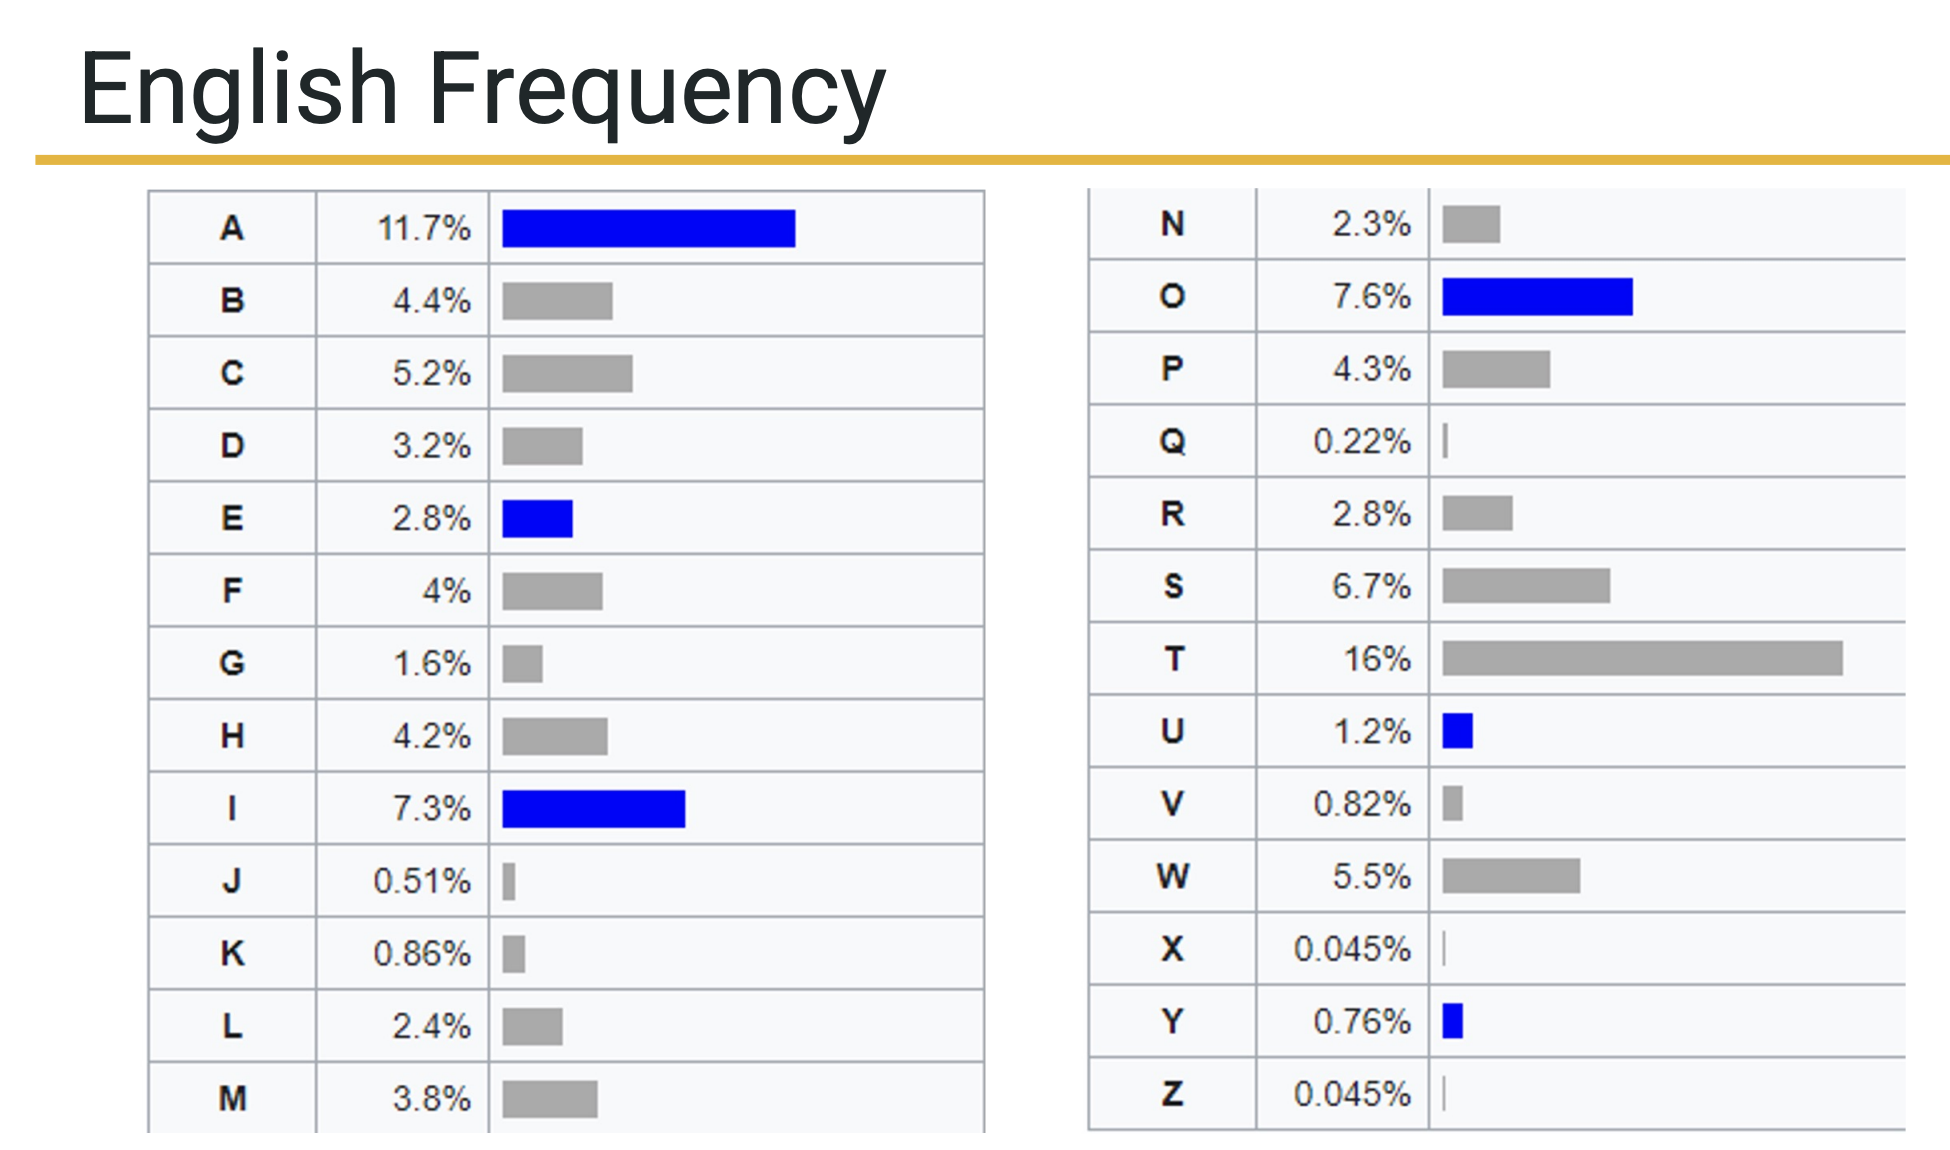 English Frequency
A 11.7%
B 4.4%
C 5.2%
D 3.2%
E 2.8%
F 4%
G 1.6%
H 4.2%
I 7.3%
J 0.51%
K 0.86%
L 2.4%
M 3.8%
N 2.3%
O 7.6%
P 4.3%
Q 0.22%
R 2.8%
S 6.7%
T 16%
U 1.2%
V 0.82%
W 5.5%
X 0.045%
Y 0.76%
Z 0.045%